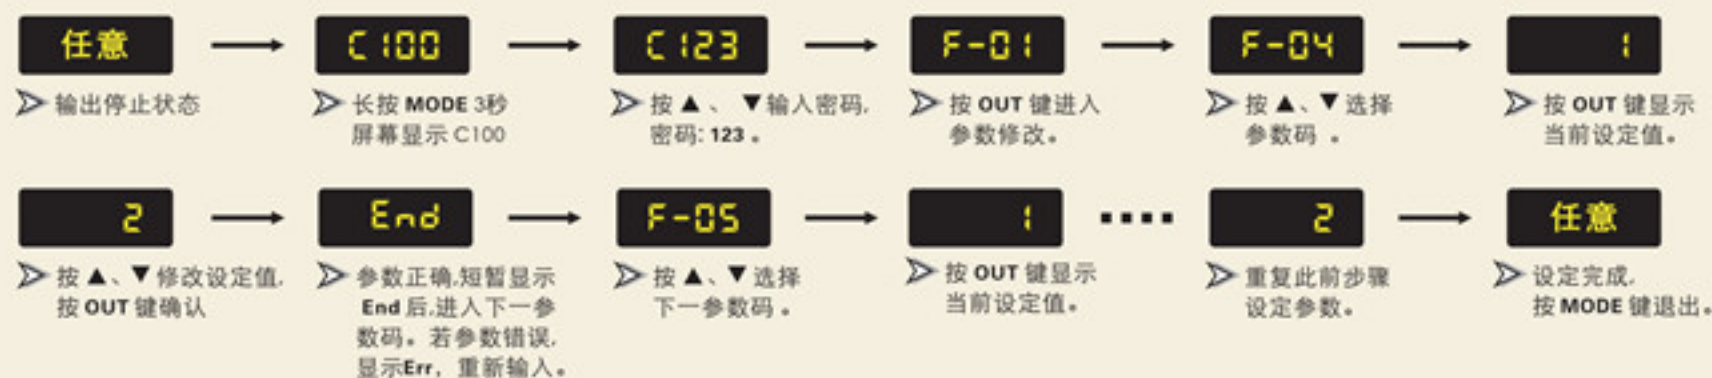 任意
输出停止状态
C100
长按 MODE 3秒
屏幕显示 C100
C123
按 ▲ 、 ▼输入密码.
密码: 123 。
F-01
按 OUT 键进入
参数修改。
F-04
按 ▲、▼ 选择
参数码 。
1
按 OUT 键显示
当前设定值。
2
按 ▲、▼ 修改设定值.
按 OUT 键确认
End
参数正确.短暂显示
End 后.进入下一参
数码。若参数错误.
显示Err, 重新输入。
F-05
按 ▲、▼ 选择
下一参数码 。
1
按 OUT 键显示
当前设定值。
2
重复此前步骤
设定参数。
任意
设定完成.
按 MODE 键退出。